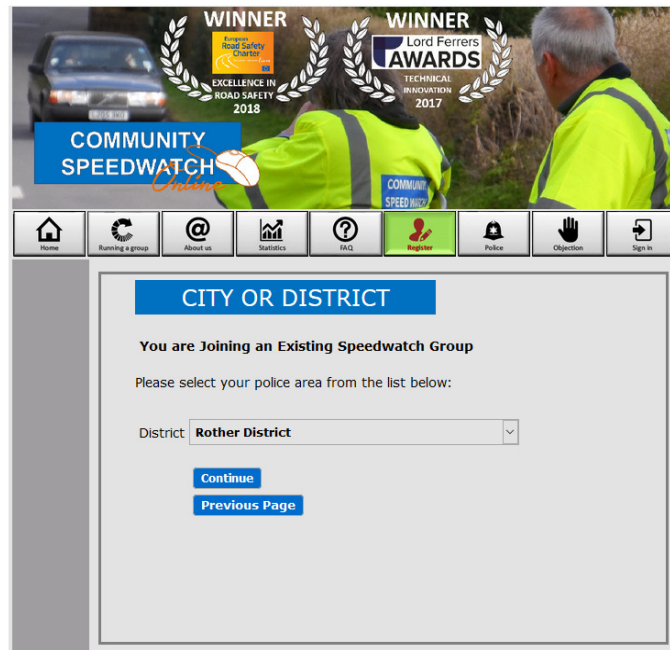 WINNER
European
Road Safety
Charter
EXCELLENCE IN
ROAD SAFETY
2018
WINNER
Lord Ferrers
AWARDS
TECHNICAL
INNOVATION
2017
COMMUNITY
SPEEDWATCH
Online
COMMUNITY
SPEED WATCH
Home
Running a group
About us
Statistics
FAQ
Register
Police
Objection
Sign in
CITY OR DISTRICT
You are Joining an Existing Speedwatch Group
Please select your police area from the list below:
District Rother District
Continue
Previous Page